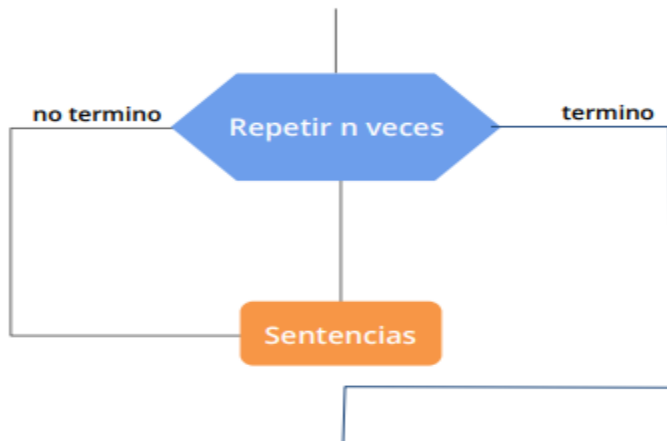 no termino
Repetir n veces
termino
Sentencias